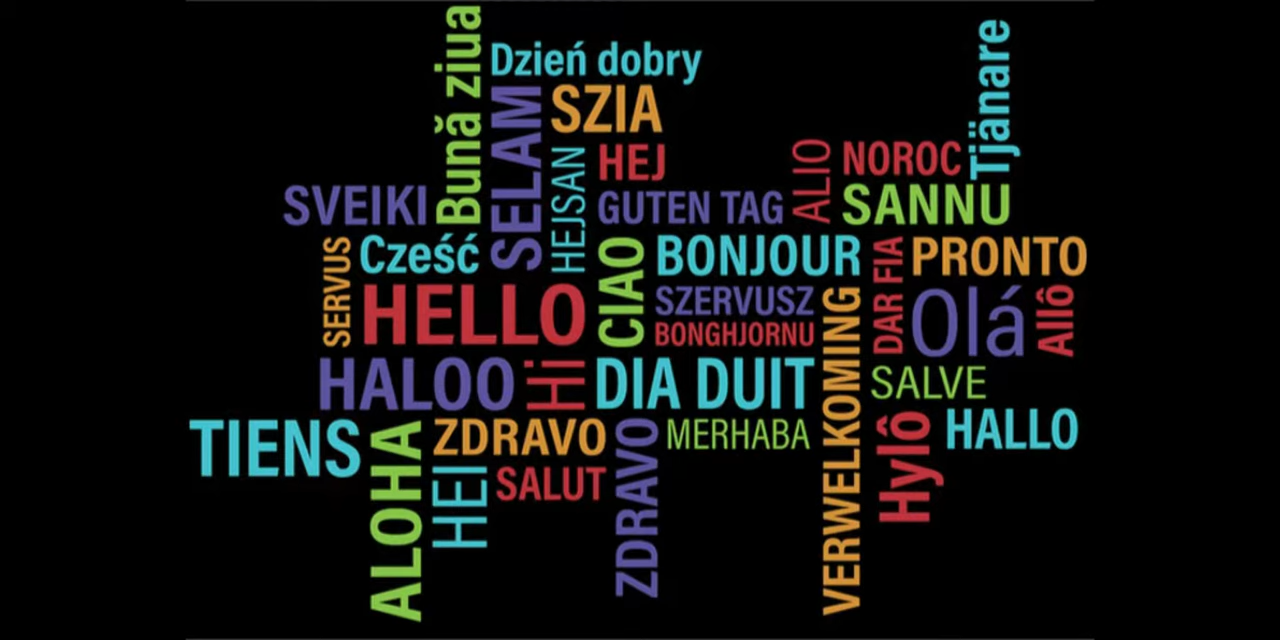 Bună ziua
Dzień dobry
Tjänare
SELAM
SZIA
HEJSAN
HEJ
ALIO
NOROC
SVEIKI
GUTEN TAG
SANNU
SERVUS
Cześć
CIAO
BONJOUR
DAR FIA
PRONTO
HELLO
SZERVUSZ
VERWELKOMING
Olá
Allô
BONGHJORNU
HALOO
Hi
DIA DUIT
SALVE
TIENS
ALOHA
ZDRAVO
ZDRAVO
MERHABA
Hylô
HALLO
HEI
SALUT